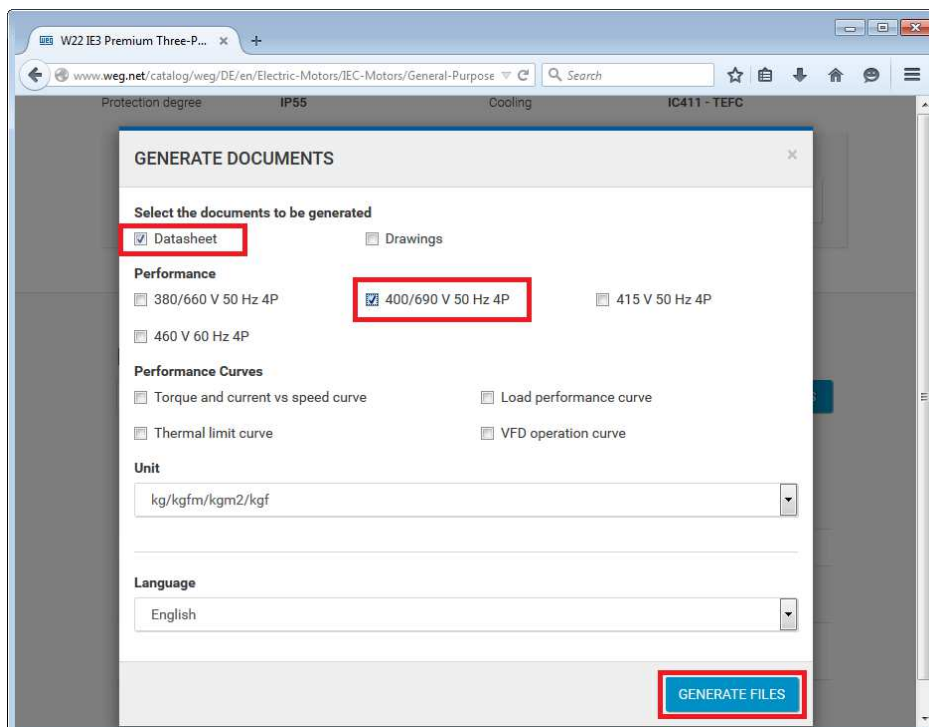 W22 IE3 Premium Three-P...
www.weg.net/catalog/weg/DE/en/Electric-Motors/IEC-Motors/General-Purpose
Search
Protection degree IP55 Cooling IC411 - TEFC
GENERATE DOCUMENTS
Select the documents to be generated
Datasheet Drawings
Performance
380/660 V 50 Hz 4P 400/690 V 50 Hz 4P 415 V 50 Hz 4P
460 V 60 Hz 4P
Performance Curves
Torque and current vs speed curve Load performance curve
Thermal limit curve VFD operation curve
Unit
kg/kgfm/kgm2/kgf
Language
English
GENERATE FILES